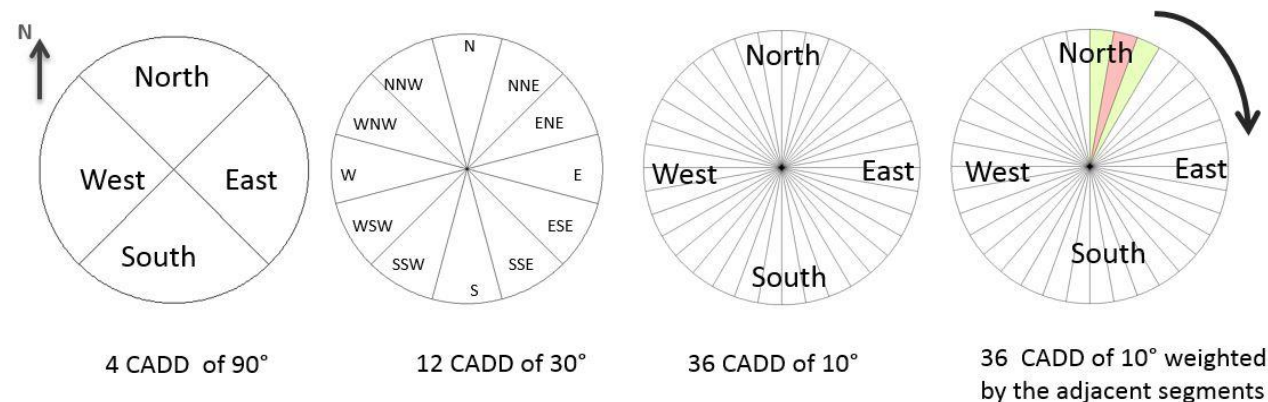 N
North
West
East
South
4 CADD of 90°
N
NNW
NNE
WNW
ENE
W
E
WSW
ESE
SSW
SSE
S
12 CADD of 30°
North
West
East
South
36 CADD of 10°
North
West
East
South
36 CADD of 10° weighted
by the adjacent segments